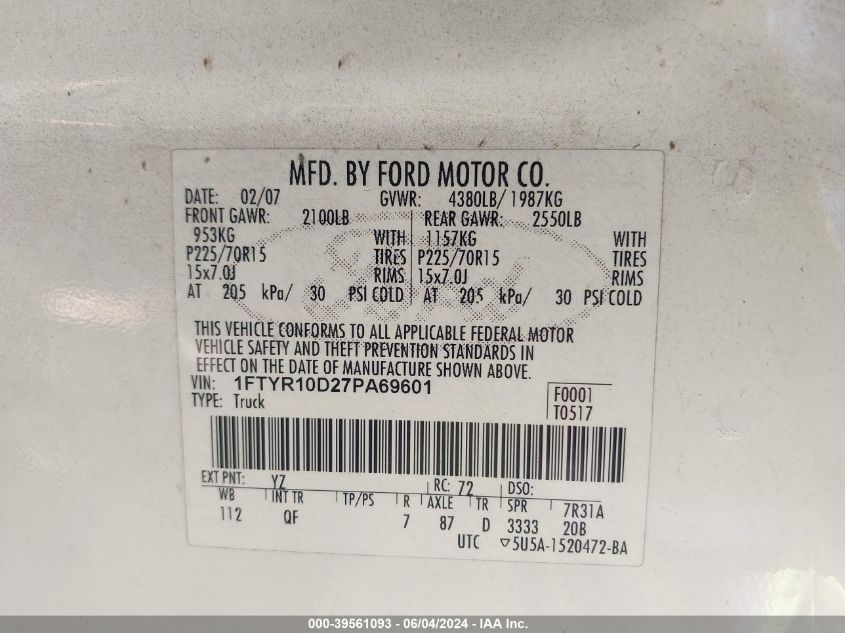 MFD. BY FORD MOTOR CO.
DATE: 02/07 GVWR: 4380LB/ 1987KG
FRONT GAWR: 2100LB REAR GAWR: 2550LB
953KG WITH 1157KG WITH
P225/70R15 TIRES P225/70R15 TIRES
15x7.0J RIMS 15x7.0J RIMS
AT 205 kPa/ 30 PSI COLD AT 205 kPa/ 30 PSI COLD
THIS VEHICLE CONFORMS TO ALL APPLICABLE FEDERAL MOTOR
VEHICLE SAFETY AND THEFT PREVENTION STANDARDS IN
EFFECT ON THE DATE OF MANUFACTURE SHOWN ABOVE.
VIN: 1FTYR10D27PA69601 F0001
TYPE: Truck T0517
EXT PNT: YZ RC: 72 DSO:
WB INT TR TP/PS R AXLE TR SPR 7R31A
112 QF 7 87 D 3333 20B
UTC ▽5U5A-1520472-BA
000-39561093 - 06/04/2024 - IAA Inc.